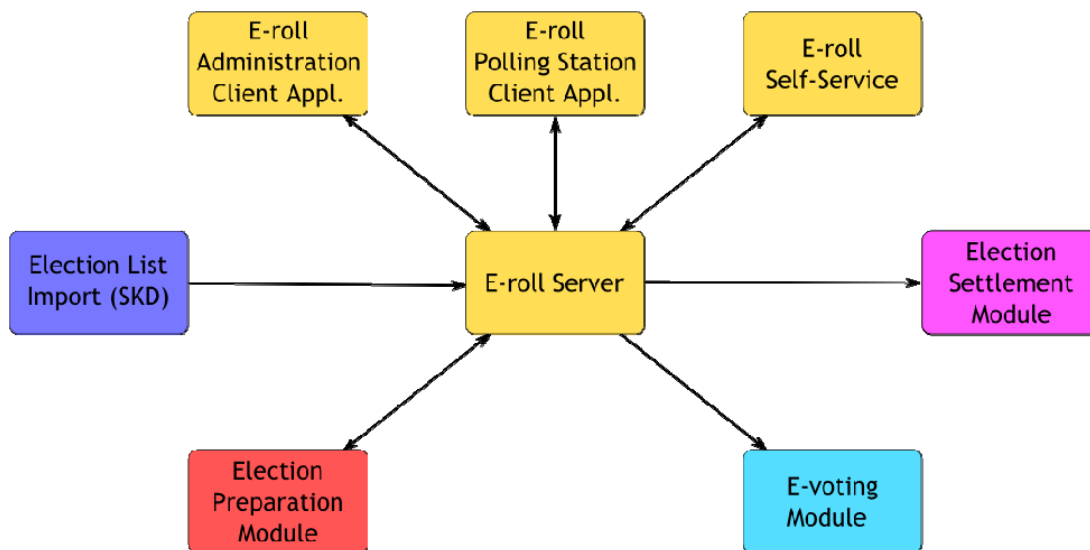 E-roll
Administration
Client Appl.
E-roll
Polling Station
Client Appl.
E-roll
Self-Service
Election List
Import (SKD)
E-roll Server
Election
Settlement
Module
Election
Preparation
Module
E-voting
Module